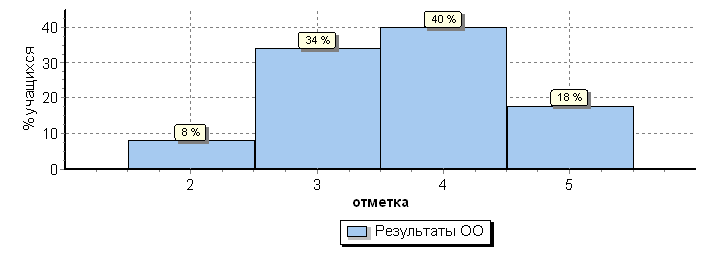 % учащихся
40
30
20
10
0
8 %
34 %
40 %
18 %
2 3 4 5
отметка
Результаты ОО